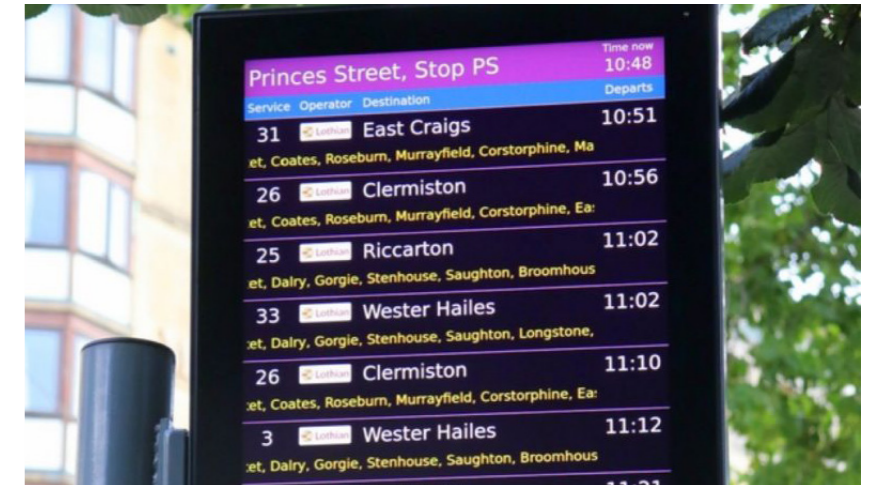 Time now
Princes Street, Stop PS 10:48
Service Operator Destination Departs
31 Lothian East Craigs 10:51
et, Coates, Roseburn, Murrayfield, Corstorphine, Ma
26 Lothian Clermiston 10:56
et, Coates, Roseburn, Murrayfield, Corstorphine, Ea
25 Lothian Riccarton 11:02
et, Dalry, Gorgie, Stenhouse, Saughton, Broomhous
33 Lothian Wester Hailes 11:02
et, Dalry, Gorgie, Stenhouse, Saughton, Longstone,
26 Lothian Clermiston 11:10
et, Coates, Roseburn, Murrayfield, Corstorphine, Ea
3 Lothian Wester Hailes 11:12
et, Dalry, Gorgie, Stenhouse, Saughton, Broomhous